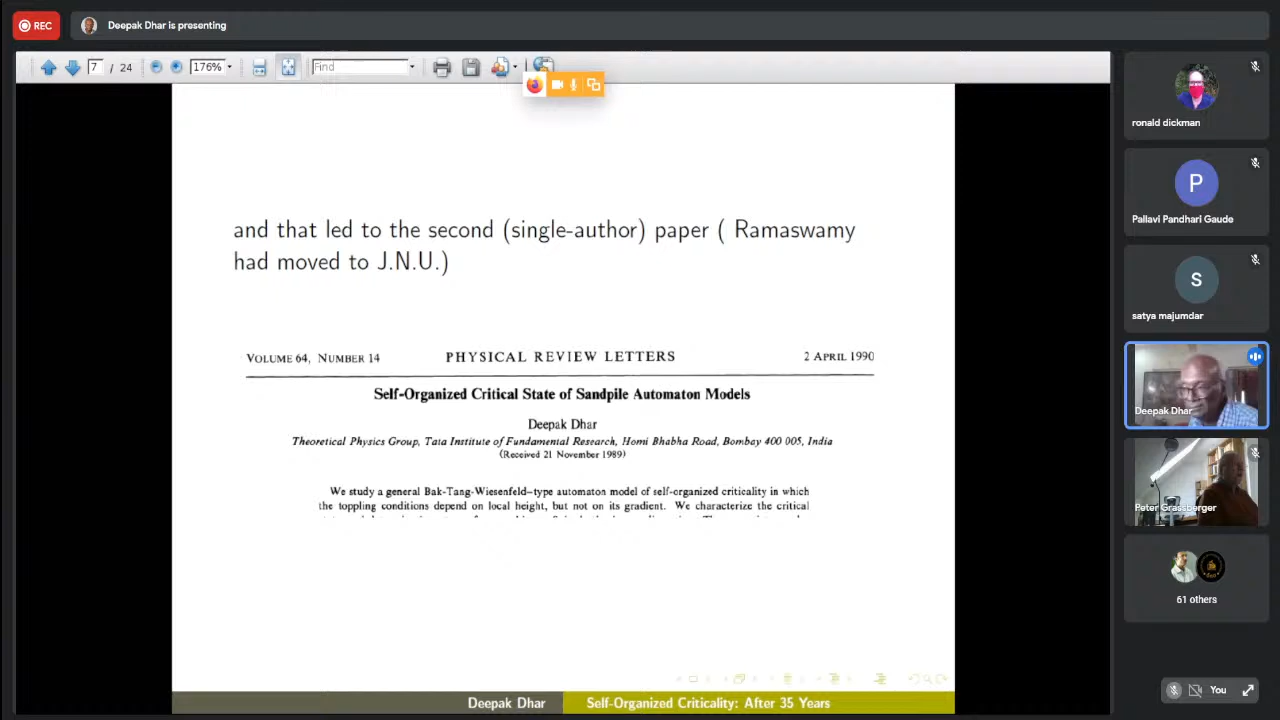 REC
Deepak Dhar is presenting
7 / 24
176%
Find
and that led to the second (single-author) paper ( Ramaswamy
had moved to J.N.U.)
VOLUME 64, NUMBER 14 PHYSICAL REVIEW LETTERS 2 APRIL 1990
Self-Organized Critical State of Sandpile Automaton Models
Deepak Dhar
Theoretical Physics Group, Tata Institute of Fundamental Research, Homi Bhabha Road, Bombay 400 005, India
(Received 21 November 1989)
We study a general Bak-Tang-Wiesenfeld–type automaton model of self-organized criticality in which
the toppling conditions depend on local height, but not on its gradient. We characterize the critical
Deepak Dhar Self-Organized Criticality: After 35 Years
ronald dickman
P
Pallavi Pandhari Gaude
S
satya majumdar
Deepak Dhar
Peter Grassberger
61 others
You